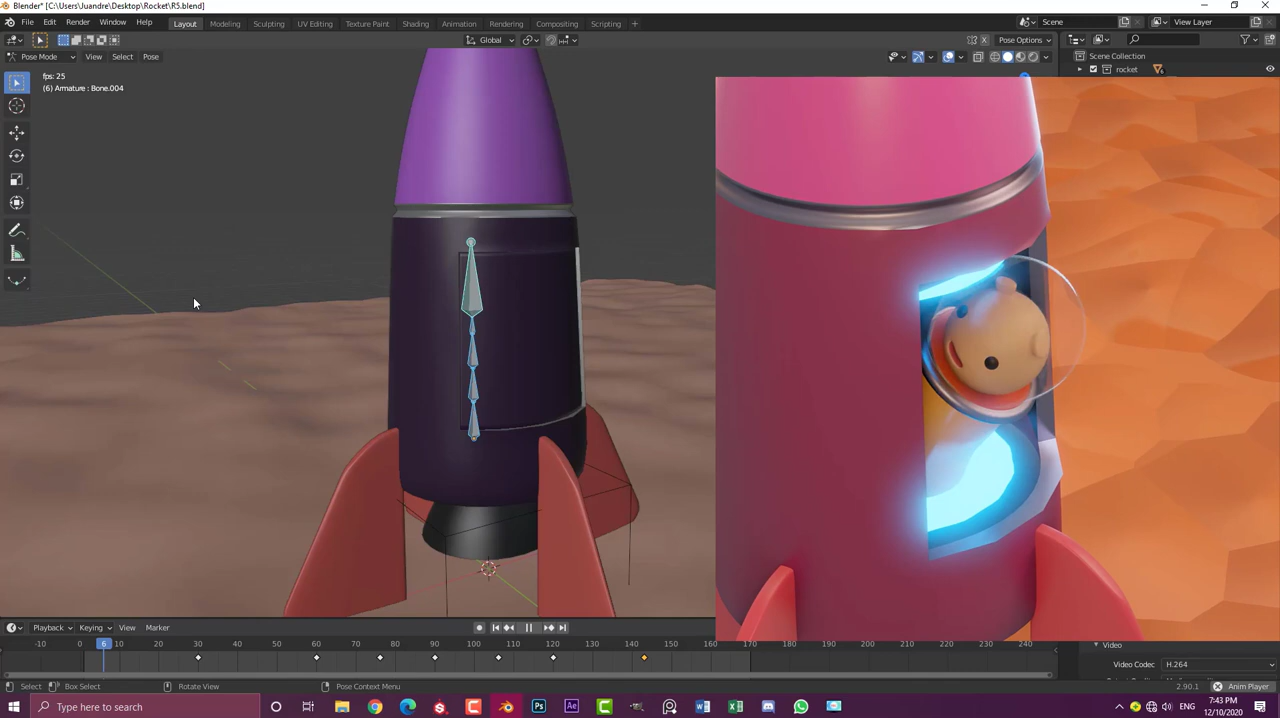 Blender* [C:\Users\Juandre\Desktop\Rocket\R5.blend]
File Edit Render Window Help Layout Modeling Sculpting UV Editing Texture Paint Shading Animation Compositing Rendering Compositing Scripting + Scene View Layer
Global Pose Options
Pose Mode View Select Pose
Scene Collection
rocket
fps: 25
(6) Armature : Bone.004
Playback Keying View Marker
-10 0 6 10 20 30 40 50 60 70 80 90 100 110 120 130 140 150 160 170 180 190 200 210 220 230 240
Video
Video Codec H.264
Select Box Select Rotate View Pose Context Menu 2.90.1 Anim Player
Type here to search
7:43 PM
12/10/2020